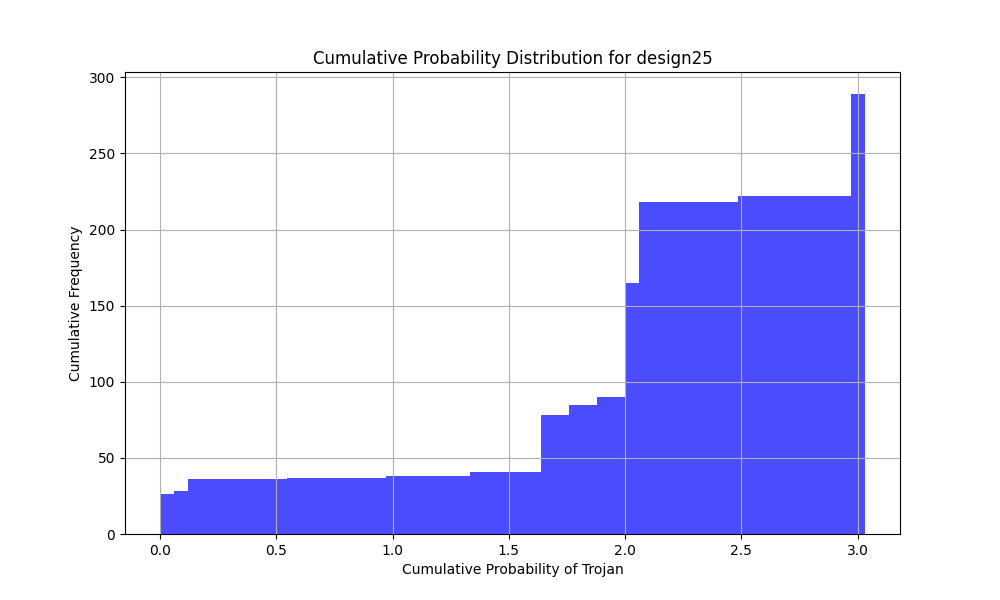 Cumulative Probability Distribution for design25
300
250
200
150
100
50
0
Cumulative Frequency
0.0 0.5 1.0 1.5 2.0 2.5 3.0
Cumulative Probability of Trojan